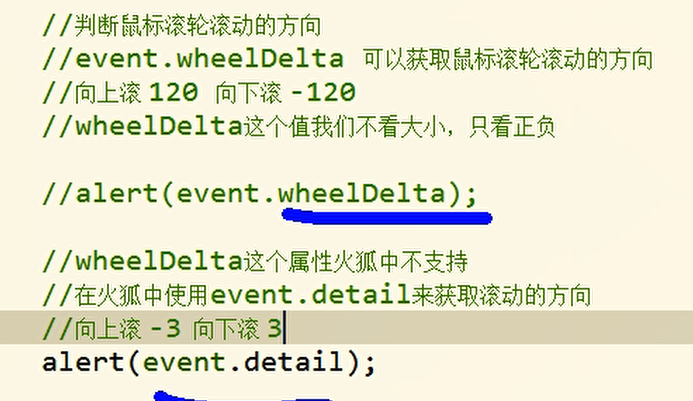 //判断鼠标滚轮滚动的方向
//event.wheelDelta 可以获取鼠标滚轮滚动的方向
//向上滚 120 向下滚 -120
//wheelDelta这个值我们不看大小，只看正负
//alert(event.wheelDelta);
//wheelDelta这个属性火狐中不支持
//在火狐中使用event.detail来获取滚动的方向
//向上滚 -3 向下滚 3
alert(event.detail);